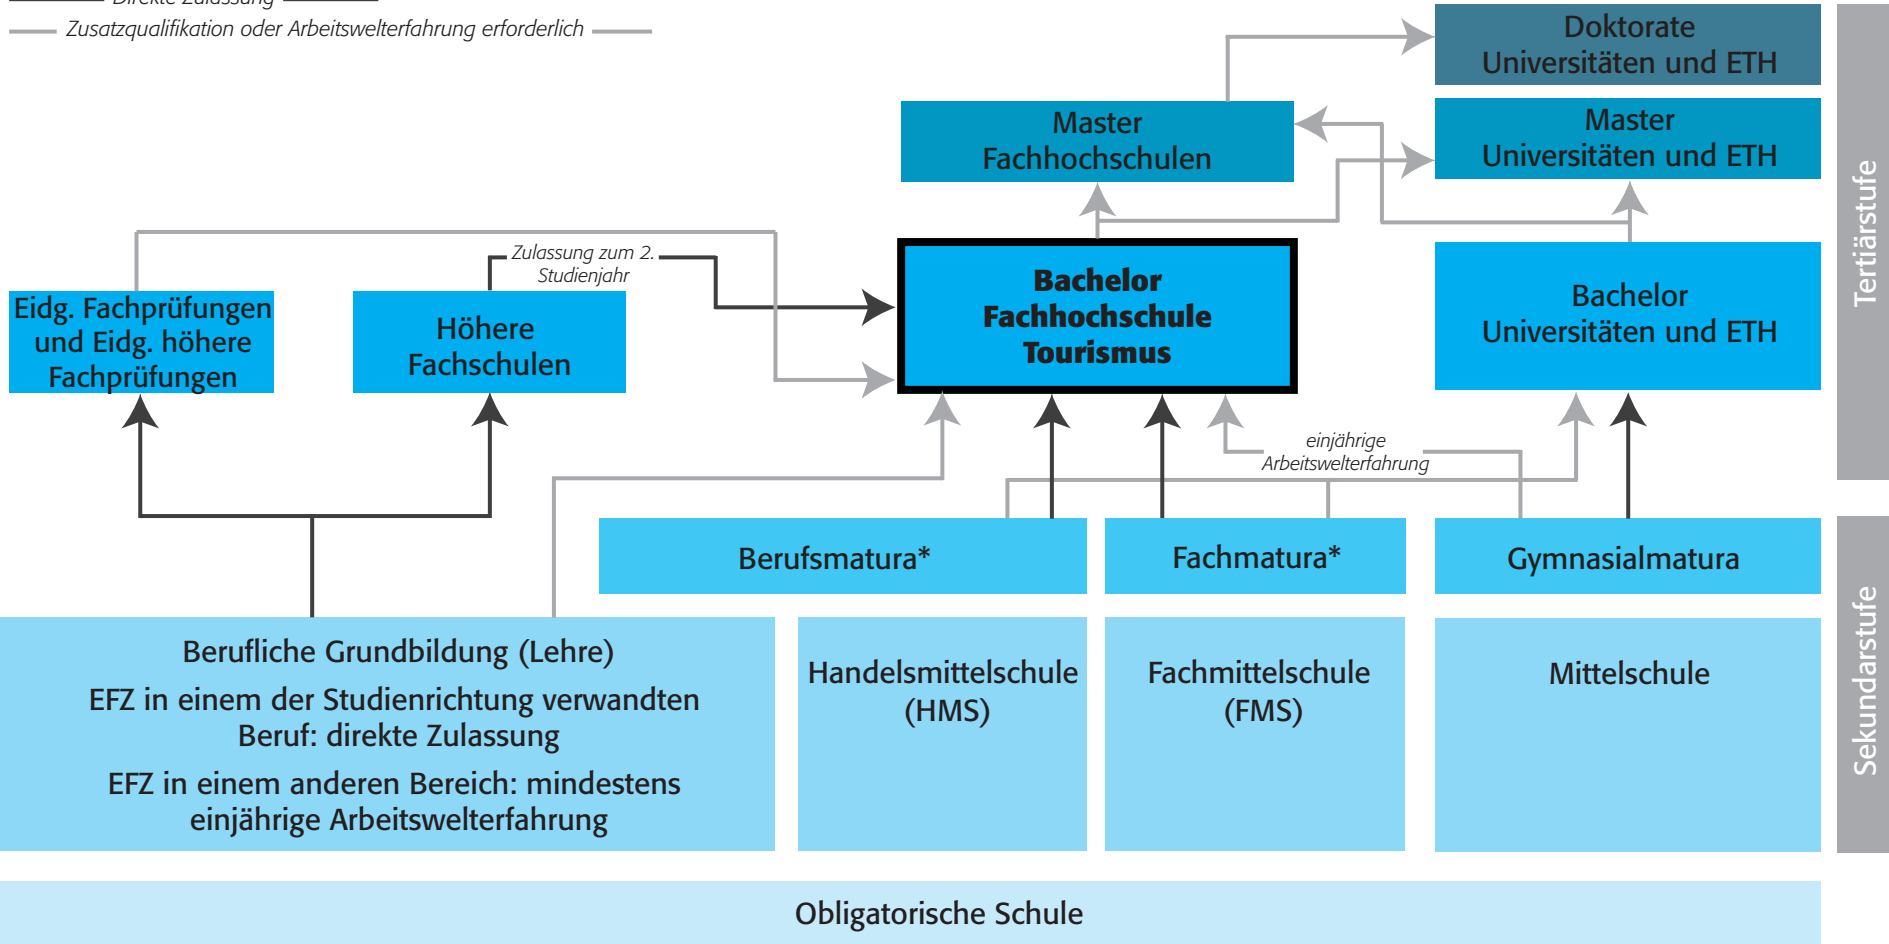 Direkte Zulassung
Zusatzqualifikation oder Arbeitswelterfahrung erforderlich
Doktorate
Universitäten und ETH
Master
Fachhochschulen
Master
Universitäten und ETH
Zulassung zum 2.
Studienjahr
Eidg. Fachprüfungen
und Eidg. höhere
Fachprüfungen
Höhere
Fachschulen
Bachelor
Fachhochschule
Tourismus
Bachelor
Universitäten und ETH
Tertiärstufe
einjährige
Arbeitswelterfahrung
Berufsmatura*
Fachmatura*
Gymnasialmatura
Berufliche Grundbildung (Lehre)
EFZ in einem der Studienrichtung verwandten
Beruf: direkte Zulassung
EFZ in einem anderen Bereich: mindestens
einjährige Arbeitswelterfahrung
Handelsmittelschule
(HMS)
Fachmittelschule
(FMS)
Mittelschule
Sekundarstufe
Obligatorische Schule